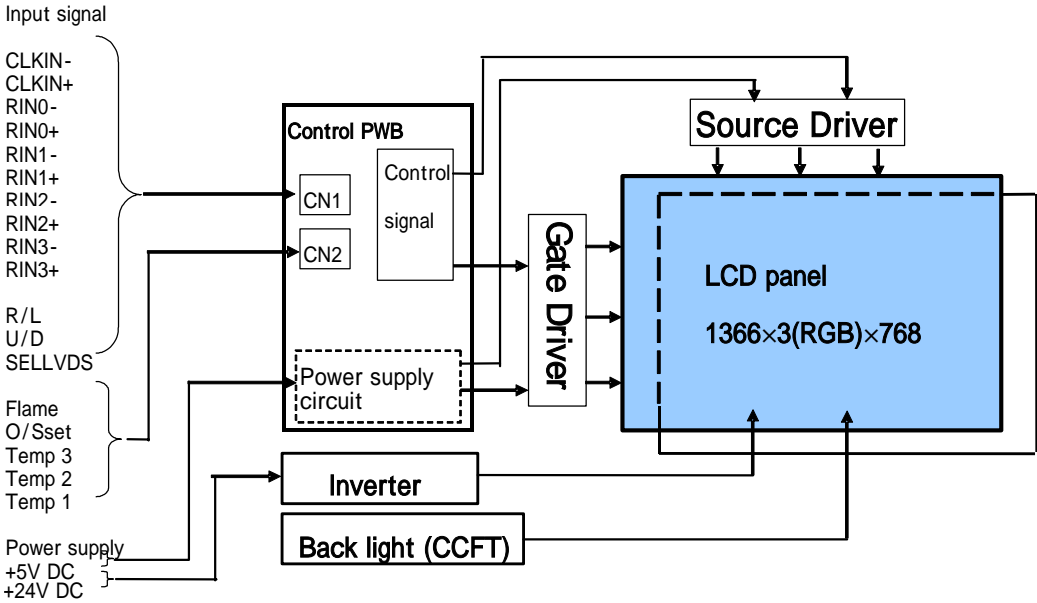 Input signal
CLKIN-
CLKIN+
RIN0-
RIN0+
RIN1-
RIN1+
RIN2-
RIN2+
RIN3-
RIN3+
R/L
U/D
SELLVDS
Flame
O/Sset
Temp 3
Temp 2
Temp 1
Power supply
+5V DC
+24V DC
Control PWB
CN1
CN2
Control
signal
Power supply
circuit
Inverter
Back light (CCFT)
Gate Driver
Source Driver
LCD panel
1366×3(RGB)×768